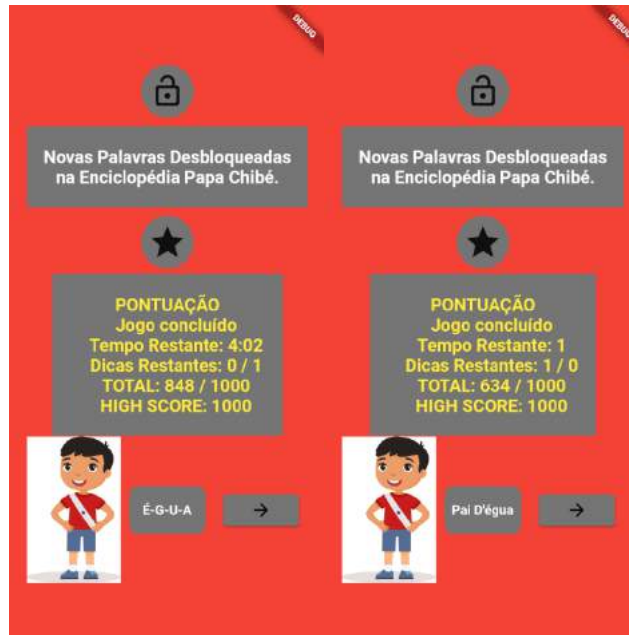 DEBUG
Novas Palavras Desbloqueadas
na Enciclopédia Papa Chibé.
PONTUAÇÃO
Jogo concluído
Tempo Restante: 4:02
Dicas Restantes: 0 / 1
TOTAL: 848 / 1000
HIGH SCORE: 1000
É-G-U-A
DEBUG
Novas Palavras Desbloqueadas
na Enciclopédia Papa Chibé.
PONTUAÇÃO
Jogo concluído
Tempo Restante: 1
Dicas Restantes: 1 / 0
TOTAL: 634 / 1000
HIGH SCORE: 1000
Pai D'égua